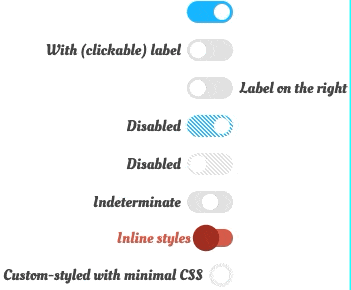 With (clickable) label
Label on the right
Disabled
Disabled
Indeterminate
Inline styles
Custom-styled with minimal CSS